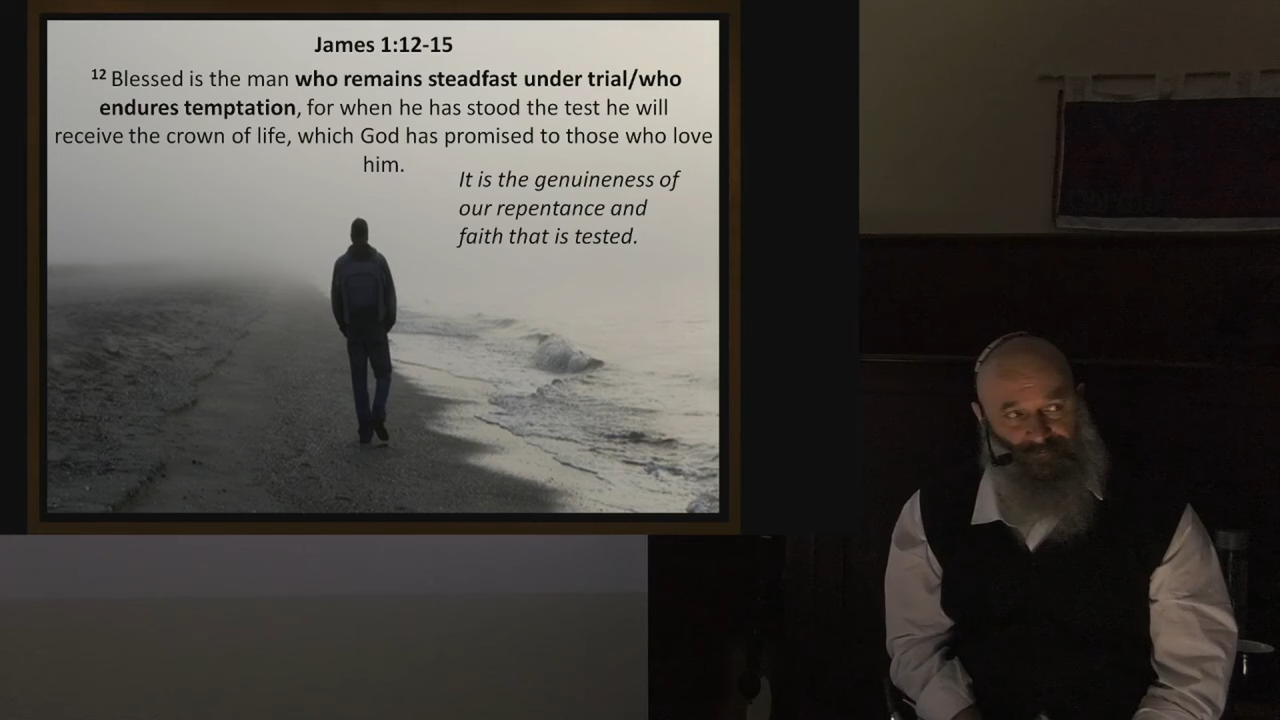 James 1:12-15
12 Blessed is the man who remains steadfast under trial/who
endures temptation, for when he has stood the test he will
receive the crown of life, which God has promised to those who love
him.
It is the genuineness of
our repentance and
faith that is tested.